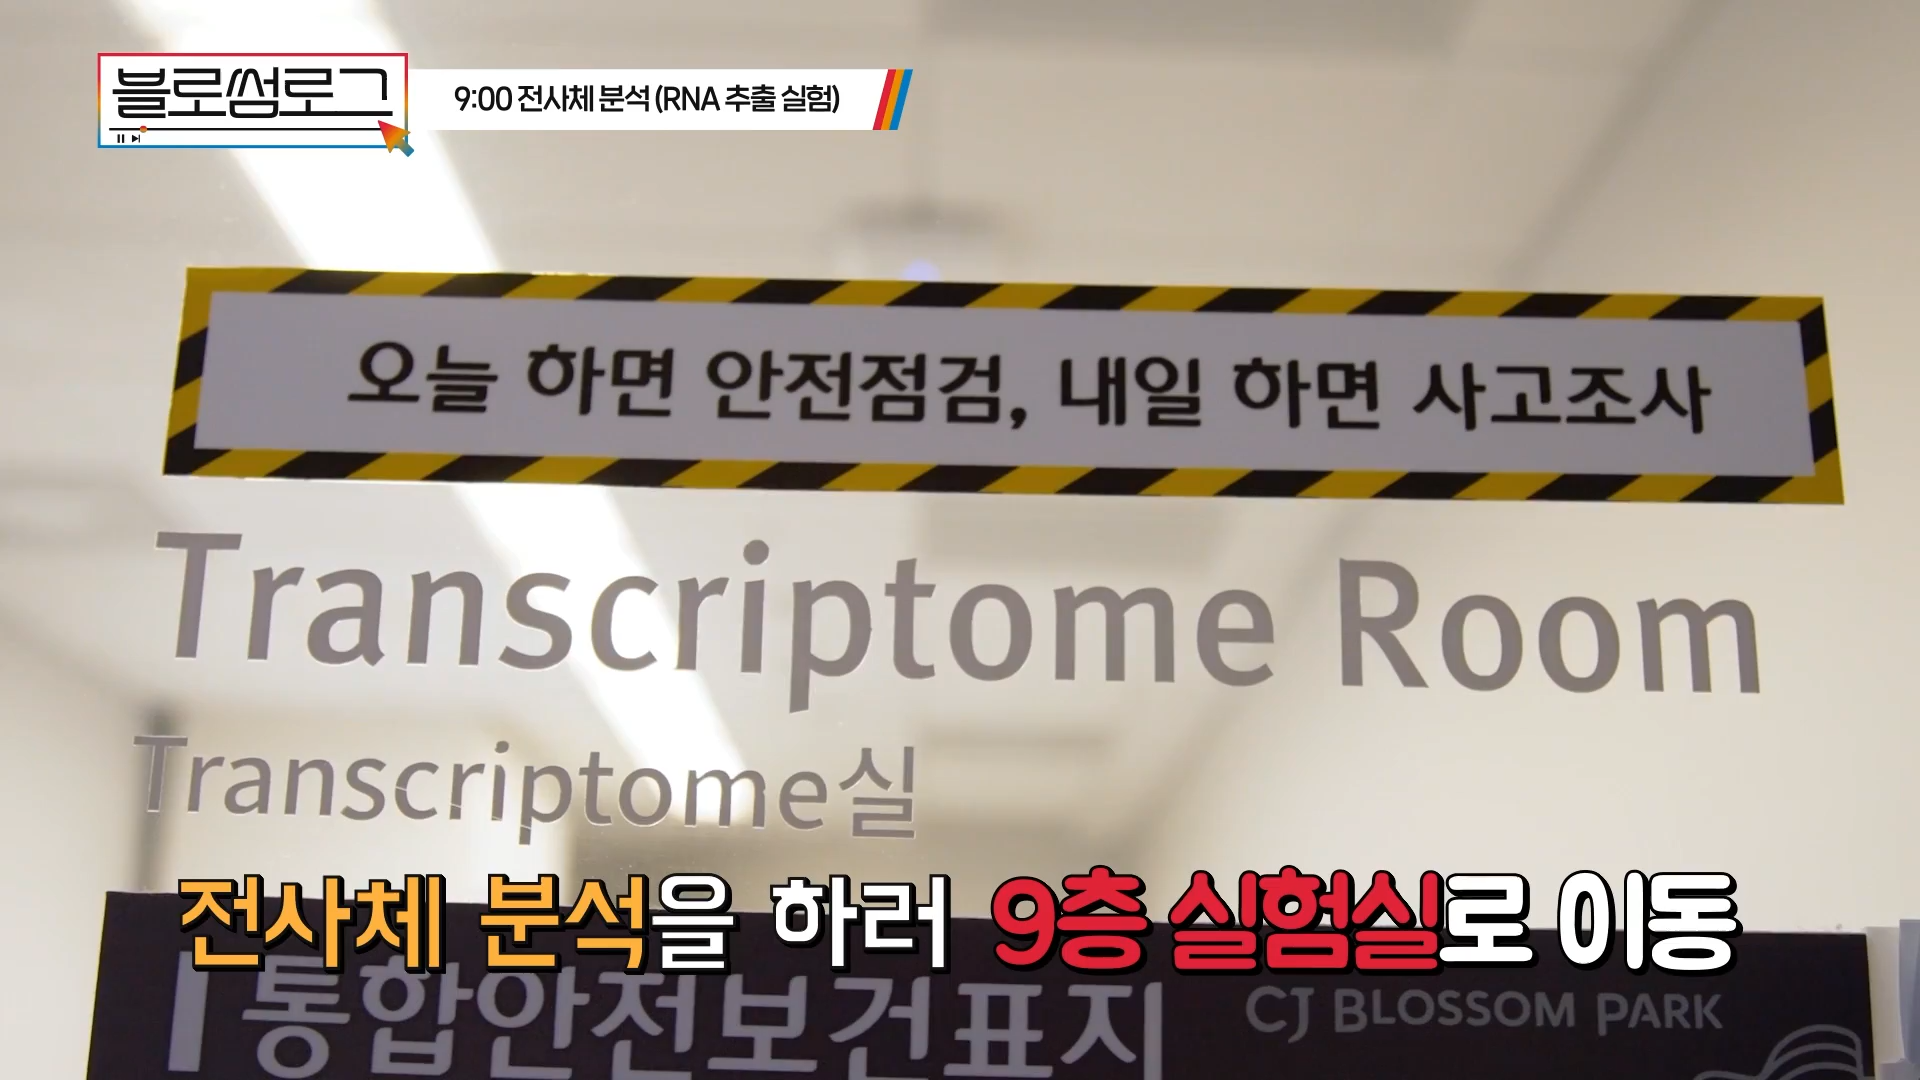 블로썸로그
9:00 전사체 분석 (RNA 추출 실험)
오늘 하면 안전점검, 내일 하면 사고조사
Transcriptome Room
Transcriptome실
전사체 분석을 하러 9층 실험실로 이동
통합안전보건표지
CJ BLOSSOM PARK